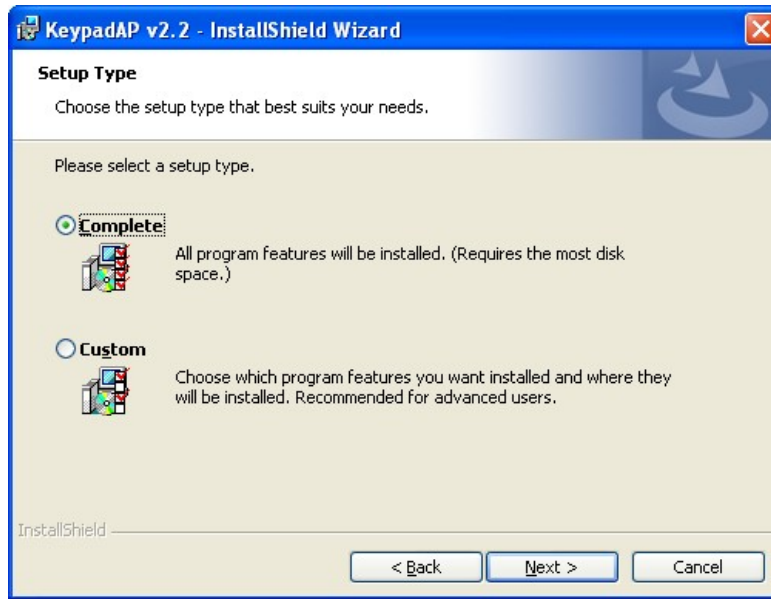 KeypadAP v2.2 - InstallShield Wizard
Setup Type
Choose the setup type that best suits your needs.
Please select a setup type.
Complete
All program features will be installed. (Requires the most disk
space.)
Custom
Choose which program features you want installed and where they
will be installed. Recommended for advanced users.
InstallShield
< Back Next > Cancel